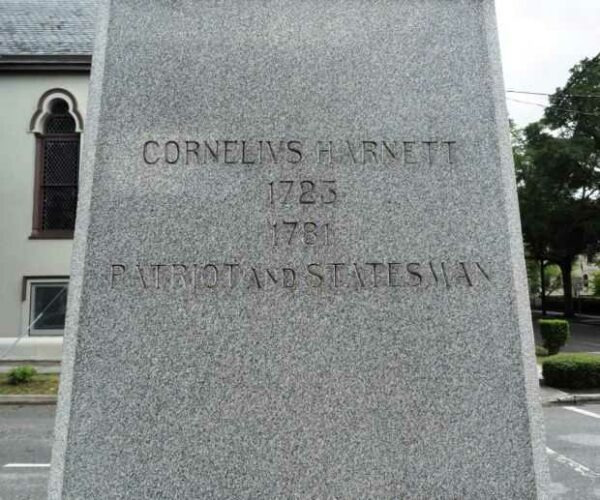 CORNELIVS HARNETT
1723
1781
PATRIOT AND STATESMAN